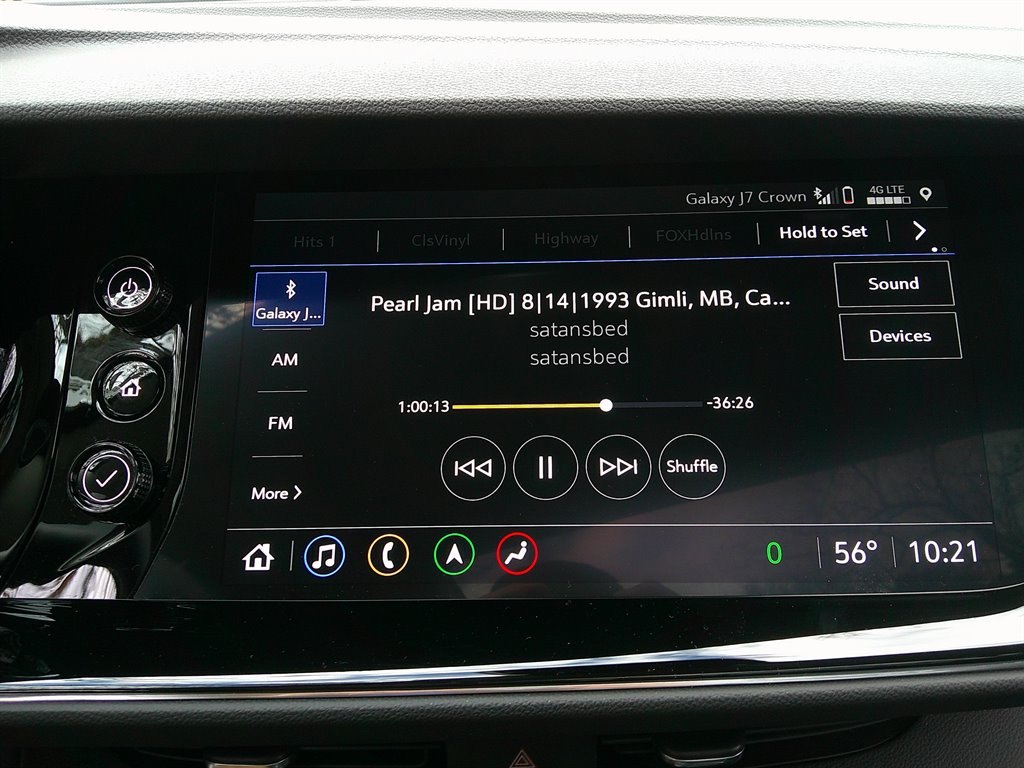 Galaxy J7 Crown 4G LTE
Hits 1 ClsVinyl Highway FOXHdlns Hold to Set
Galaxy J...
Pearl Jam [HD] 8|14|1993 Gimli, MB, Ca...
satansbed
satansbed
Sound
Devices
AM
1:00:13 -36:26
FM
Shuffle
More
0 56° 10:21